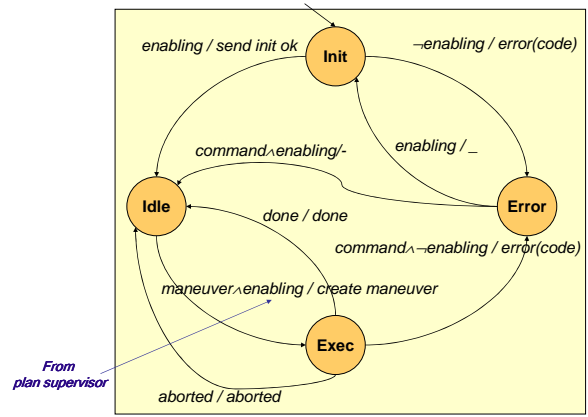 enabling / send init ok
Init
¬enabling / error(code)
enabling / _
command∧enabling/-
Idle
Error
done / done
command∧¬enabling / error(code)
maneuver∧enabling / create maneuver
Exec
From
plan supervisor
aborted / aborted